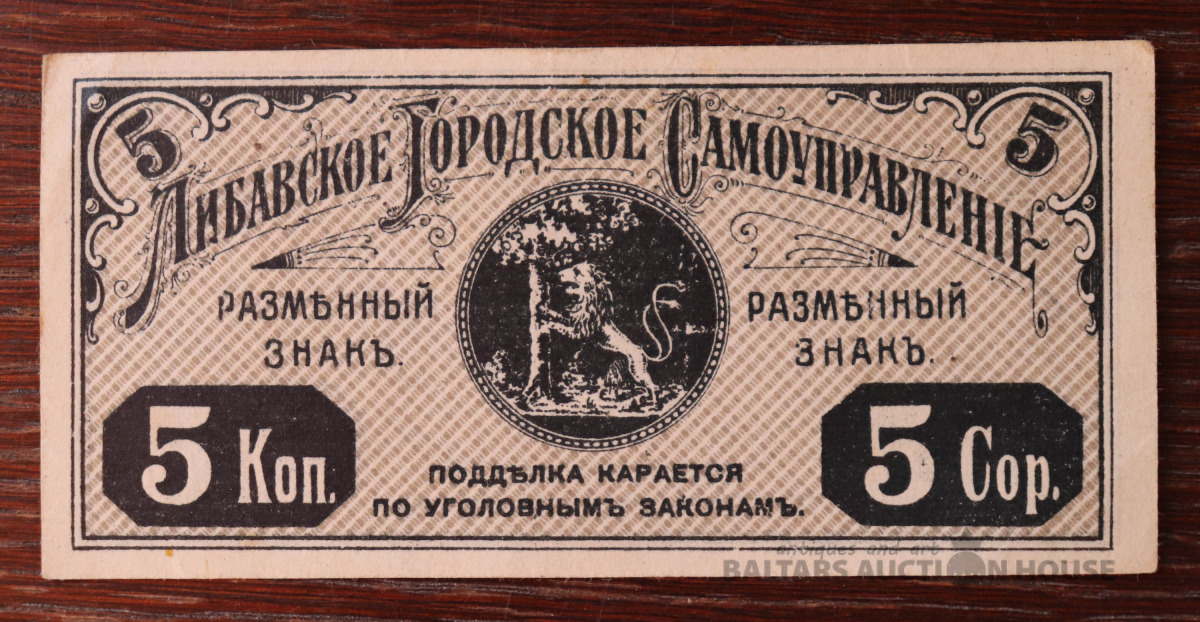 5 5
Либавское Городское Самоуправленіе
РАЗМѢННЫЙ
ЗНАКЪ.
РАЗМѢННЫЙ
ЗНАКЪ.
5 Коп.
ПОДДѢЛКА КАРАЕТСЯ
ПО УГОЛОВНЫМЪ ЗАКОНАМЪ.
5 Cop.
antiques and art
BALTARS AUCTION HOUSE